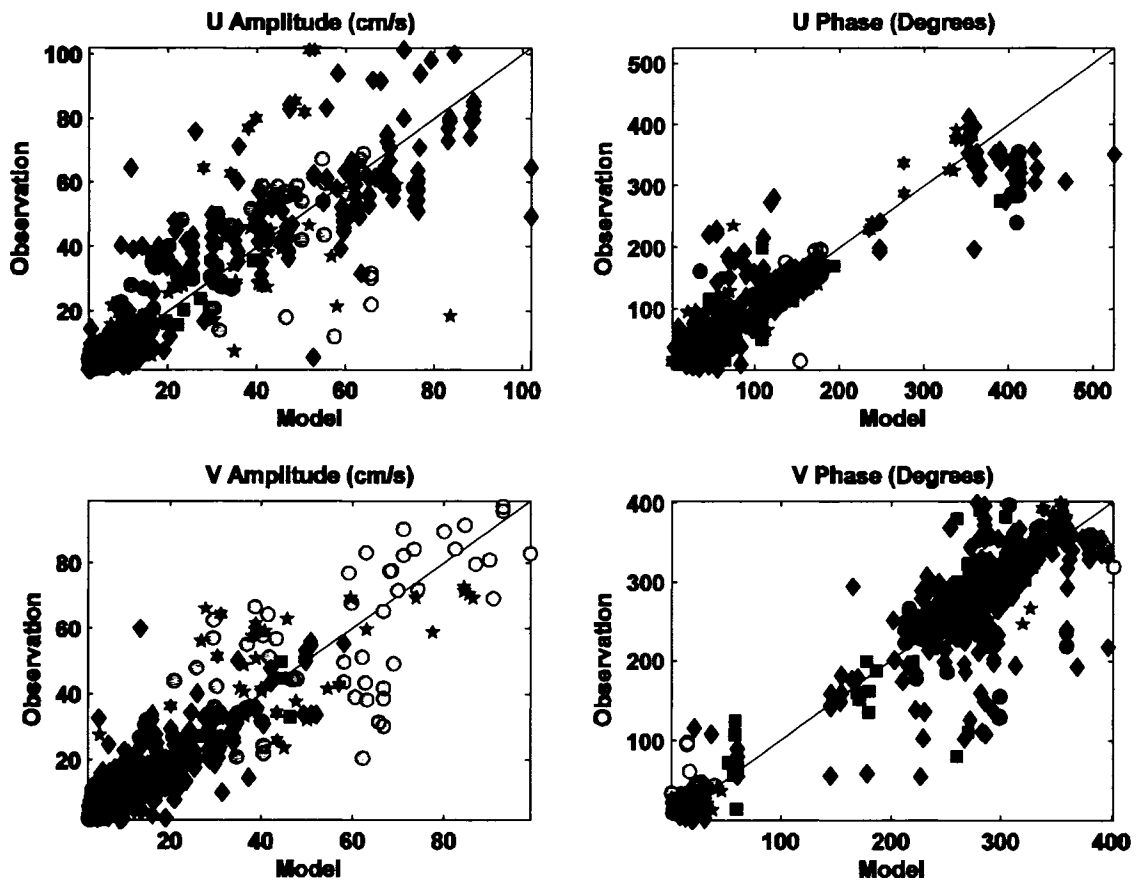 U Amplitude (cm/s)
100
80
60
40
20
Observation
20 40 60 80 100
Model
U Phase (Degrees)
500
400
300
200
100
Observation
100 200 300 400 500
Model
V Amplitude (cm/s)
80
60
40
20
Observation
20 40 60 80
Model
V Phase (Degrees)
400
300
200
100
Observation
100 200 300 400
Model